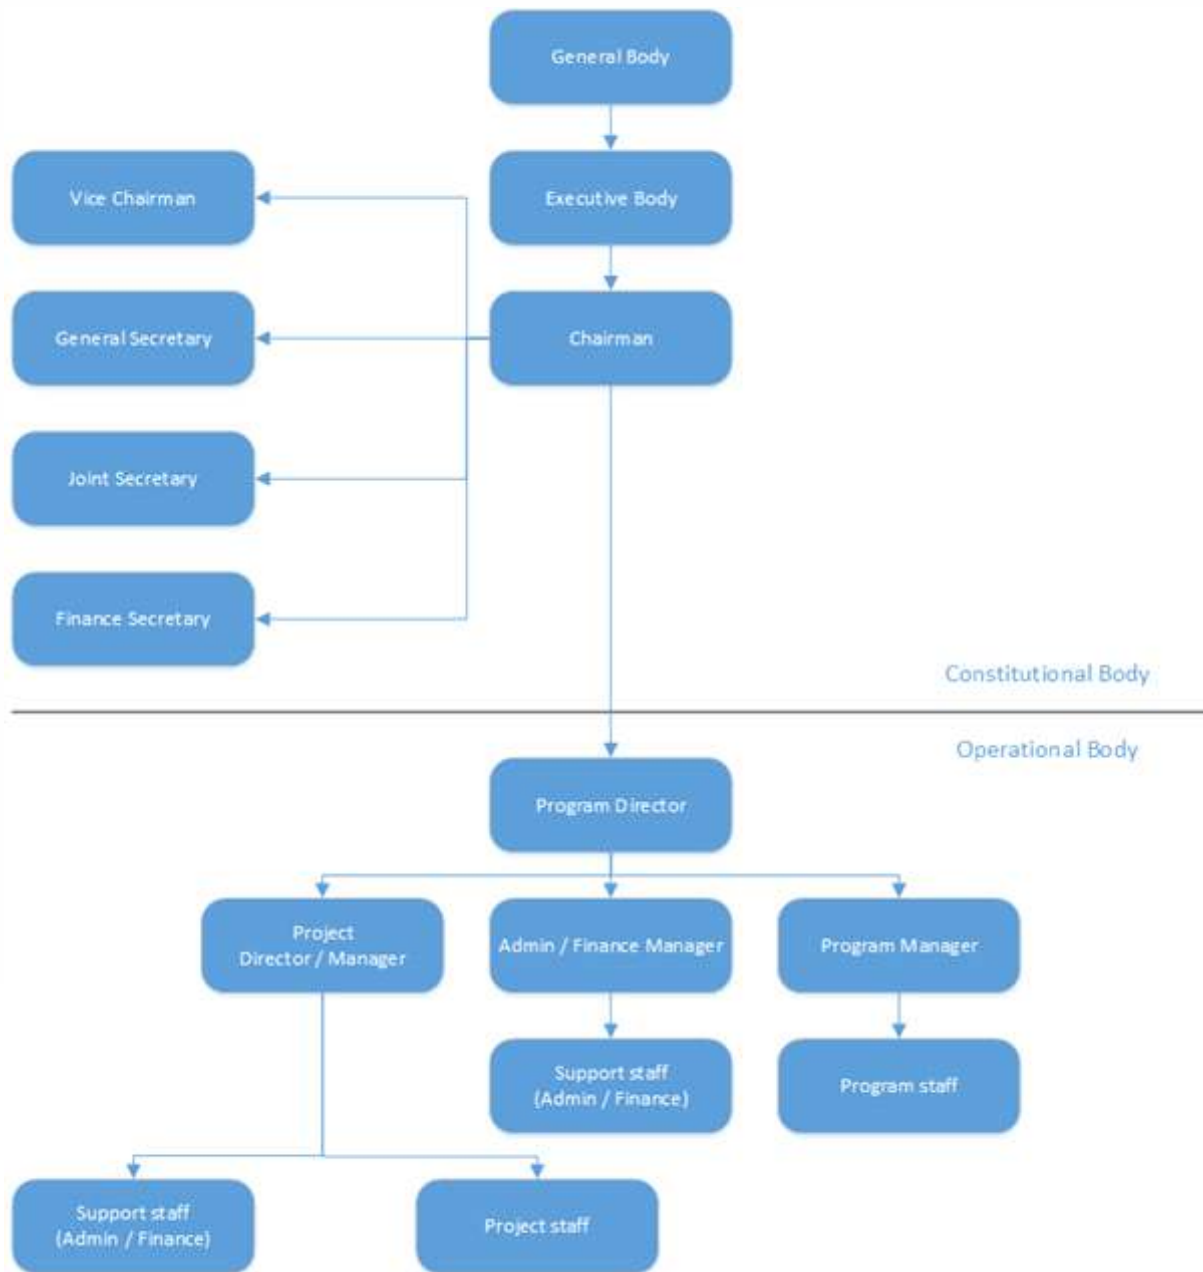 General Body
Vice Chairman
Executive Body
General Secretary
Chairman
Joint Secretary
Finance Secretary
Constitutional Body
Operational Body
Program Director
Project
Director / Manager
Admin / Finance Manager
Program Manager
Support staff
(Admin / Finance)
Program staff
Support staff
(Admin / Finance)
Project staff